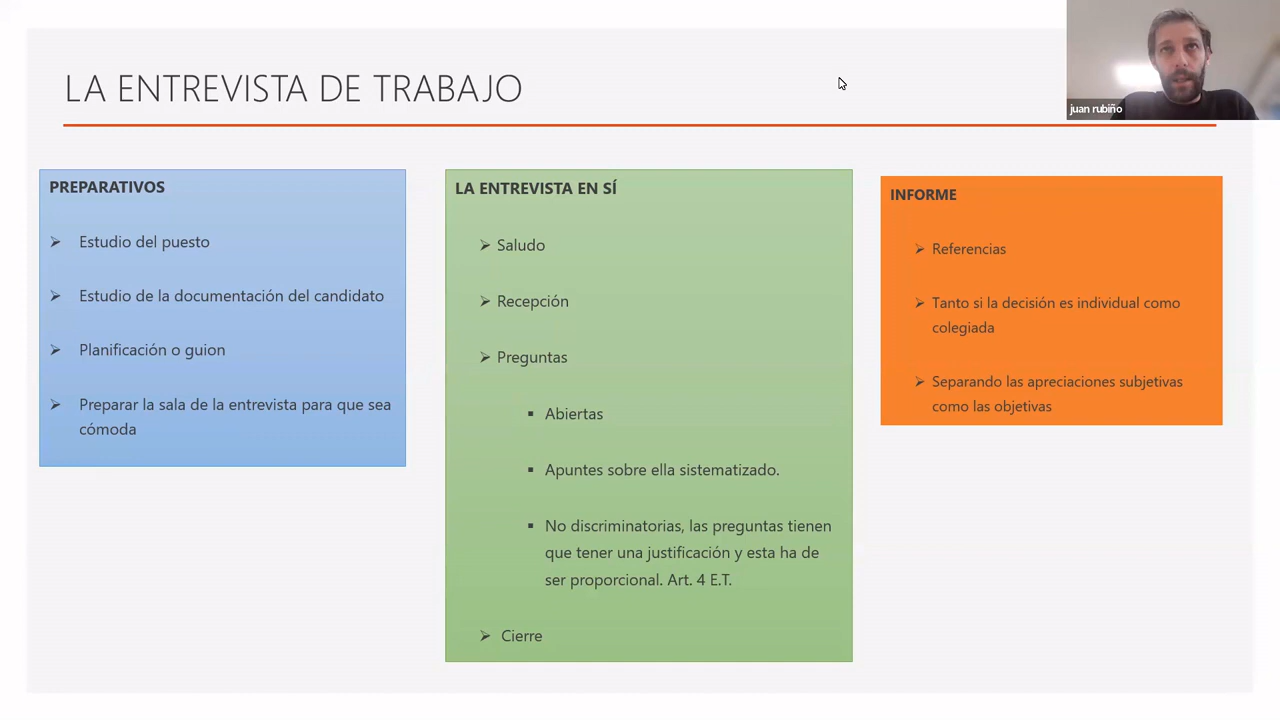 LA ENTREVISTA DE TRABAJO
juan rubiño
PREPARATIVOS
Estudio del puesto
Estudio de la documentación del candidato
Planificación o guion
Preparar la sala de la entrevista para que sea
cómoda
LA ENTREVISTA EN SÍ
Saludo
Recepción
Preguntas
Abiertas
Apuntes sobre ella sistematizado.
No discriminatorias, las preguntas tienen
que tener una justificación y esta ha de
ser proporcional. Art. 4 E.T.
Cierre
INFORME
Referencias
Tanto si la decisión es individual como
colegiada
Separando las apreciaciones subjetivas
como las objetivas